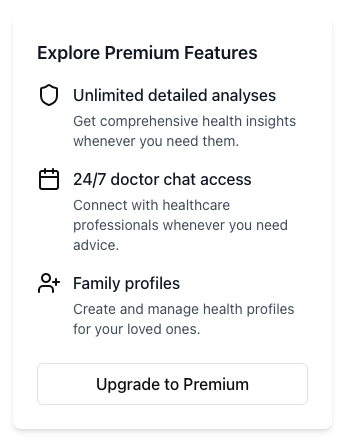 Explore Premium Features
Unlimited detailed analyses
Get comprehensive health insights
whenever you need them.
24/7 doctor chat access
Connect with healthcare
professionals whenever you need
advice.
Family profiles
Create and manage health profiles
for your loved ones.
Upgrade to Premium